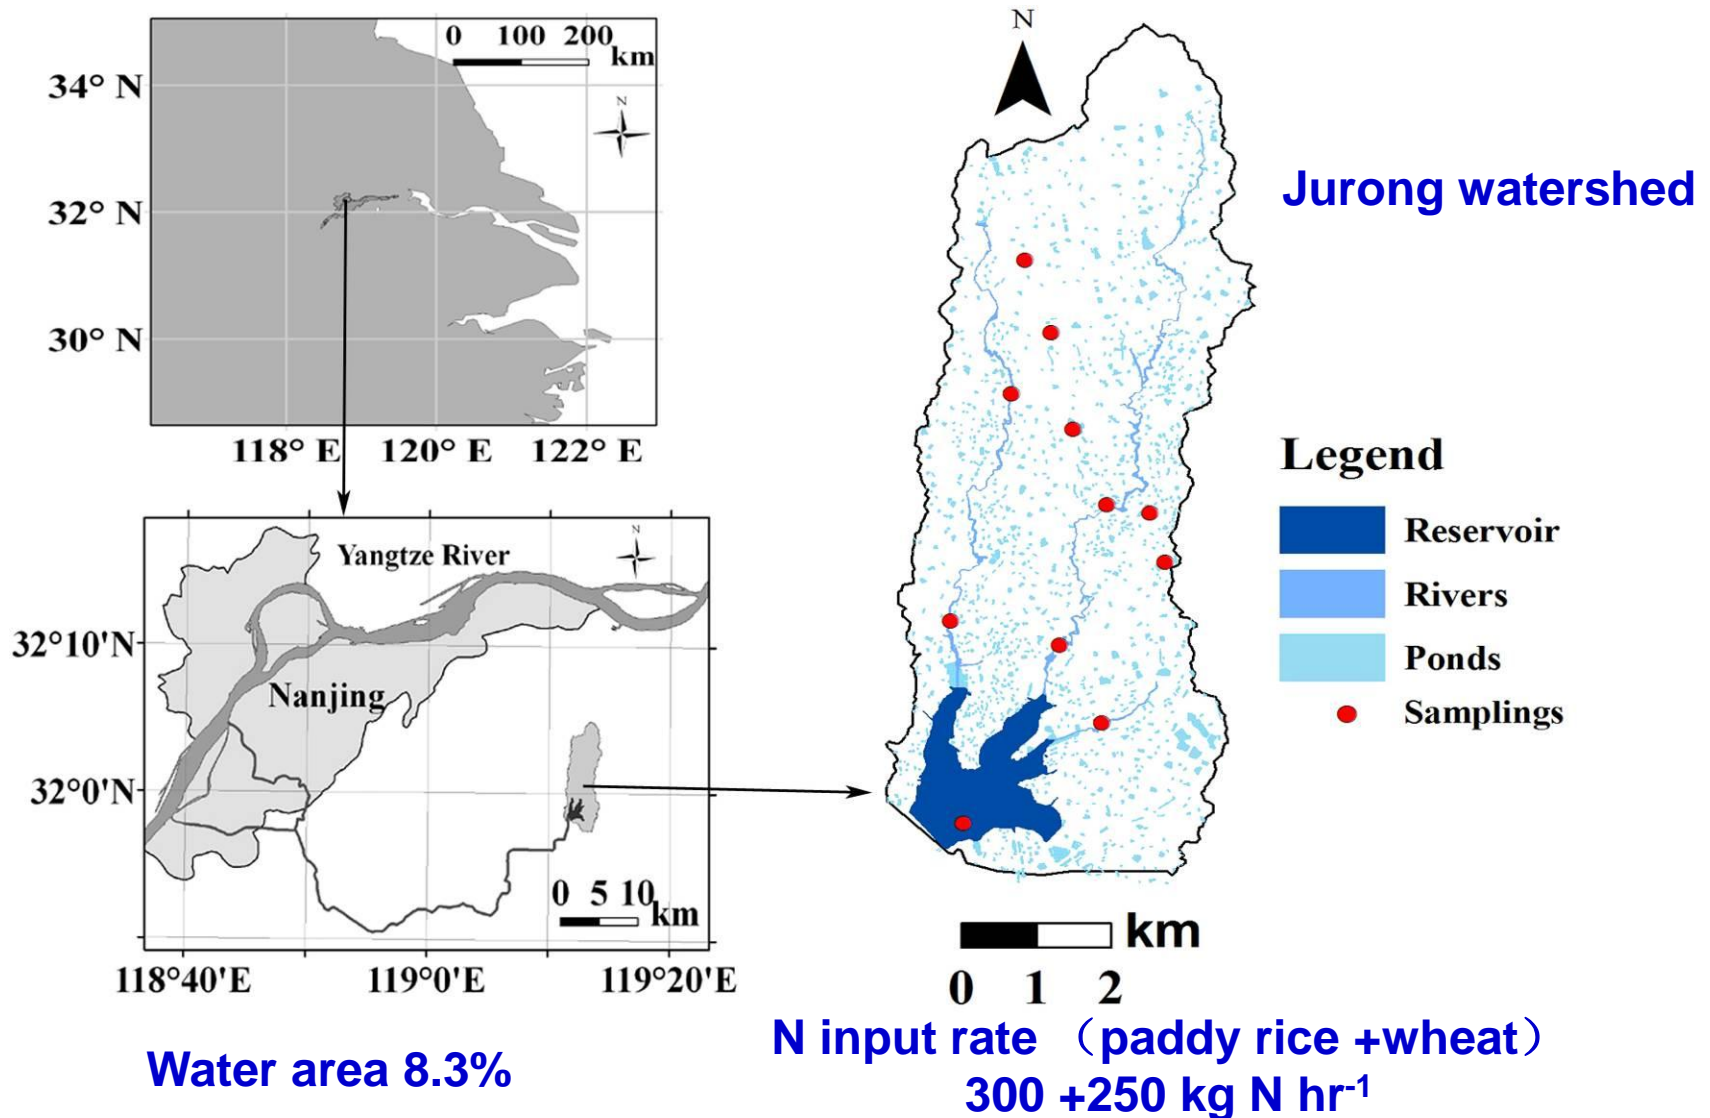 0 100 200
km
N
34° N
32° N
30° N
118° E 120° E 122° E
N
Jurong watershed
Legend
Reservoir
Rivers
Ponds
Samplings
Yangtze River
N
32°10'N
Nanjing
32°0'N
0 5 10
km
118°40'E 119°0'E 119°20'E
km
0 1 2
Water area 8.3%
N input rate （paddy rice +wheat）
300 +250 kg N hr-1